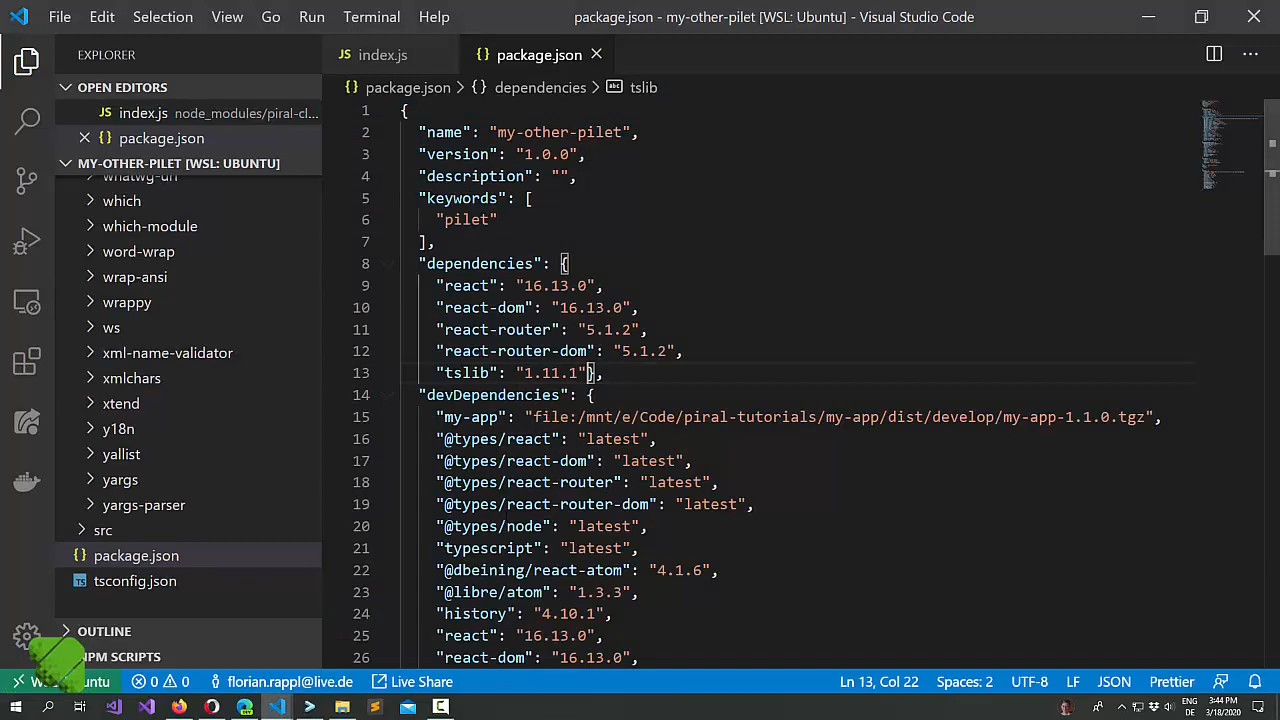 File Edit Selection View Go Run Terminal Help
package.json - my-other-pilet [WSL: Ubuntu] - Visual Studio Code
EXPLORER
OPEN EDITORS
JS index.js node_modules/piral-cl...
{} package.json
MY-OTHER-PILET [WSL: UBUNTU]
whatwg-url
which
which-module
word-wrap
wrap-ansi
wrappy
ws
xml-name-validator
xmlchars
xtend
y18n
yallist
yargs
yargs-parser
src
{} package.json
TS tsconfig.json
OUTLINE
NPM SCRIPTS
JS index.js
{} package.json
{} package.json > {} dependencies > abc tslib
1 {
2 "name": "my-other-pilet",
3 "version": "1.0.0",
4 "description": "",
5 "keywords": [
6 "pilet"
7 ],
8 "dependencies": {
9 "react": "16.13.0",
10 "react-dom": "16.13.0",
11 "react-router": "5.1.2",
12 "react-router-dom": "5.1.2",
13 "tslib": "1.11.1"},
14 "devDependencies": {
15 "my-app": "file:/mnt/e/Code/piral-tutorials/my-app/dist/develop/my-app-1.1.0.tgz",
16 "@types/react": "latest",
17 "@types/react-dom": "latest",
18 "@types/react-router": "latest",
19 "@types/react-router-dom": "latest",
20 "@types/node": "latest",
21 "typescript": "latest",
22 "@dbeining/react-atom": "4.1.6",
23 "@libre/atom": "1.3.3",
24 "history": "4.10.1",
25 "react": "16.13.0",
26 "react-dom": "16.13.0",
0 0 florian.rappl@live.de Live Share Ln 13, Col 22 Spaces: 2 UTF-8 LF JSON Prettier
ENG
DE
3:44 PM
3/18/2020